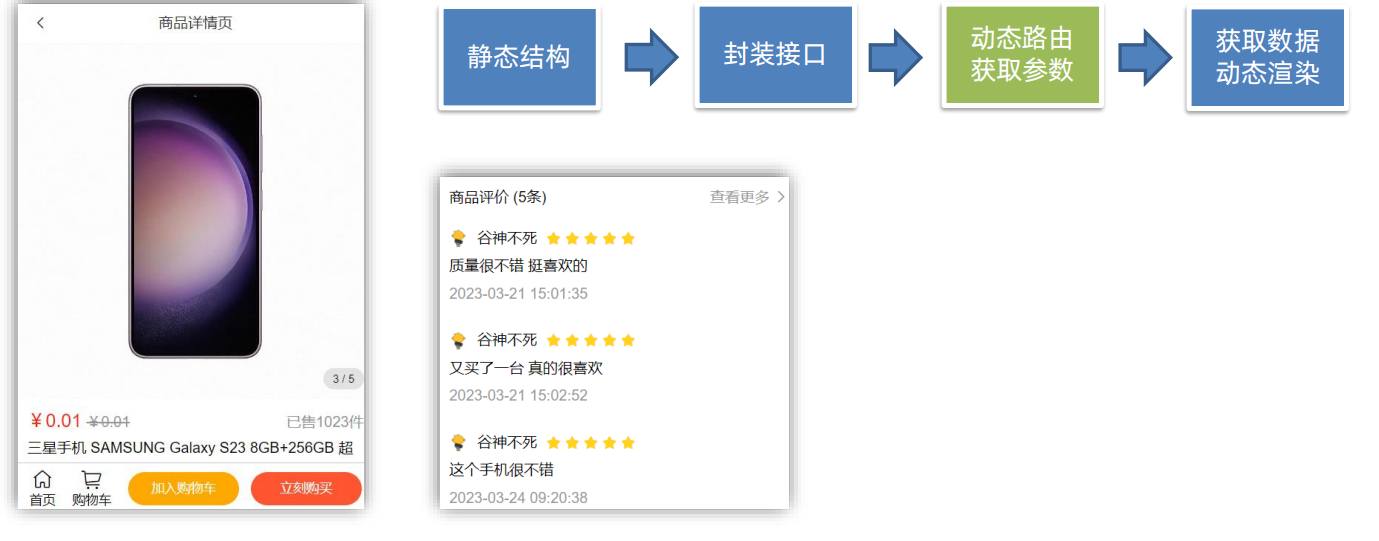 商品详情页
3 / 5
￥0.01 ￥0.01 已售1023件
三星手机 SAMSUNG Galaxy S23 8GB+256GB 超
首页 购物车 加入购物车 立刻购买
静态结构
封装接口
动态路由
获取参数
获取数据
动态渲染
商品评价 (5条) 查看更多
谷神不死
质量很不错 挺喜欢的
2023-03-21 15:01:35
谷神不死
又买了一台 真的很喜欢
2023-03-21 15:02:52
谷神不死
这个手机很不错
2023-03-24 09:20:38